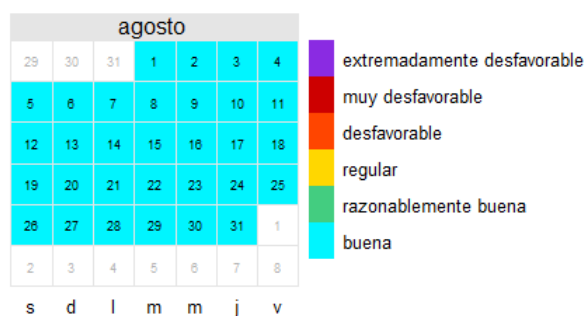 agosto
29 30 31 1 2 3 4
5 6 7 8 9 10 11
12 13 14 15 16 17 18
19 20 21 22 23 24 25
26 27 28 29 30 31 1
2 3 4 5 6 7 8
s d l m m j v
extremadamente desfavorable
muy desfavorable
desfavorable
regular
razonablemente buena
buena